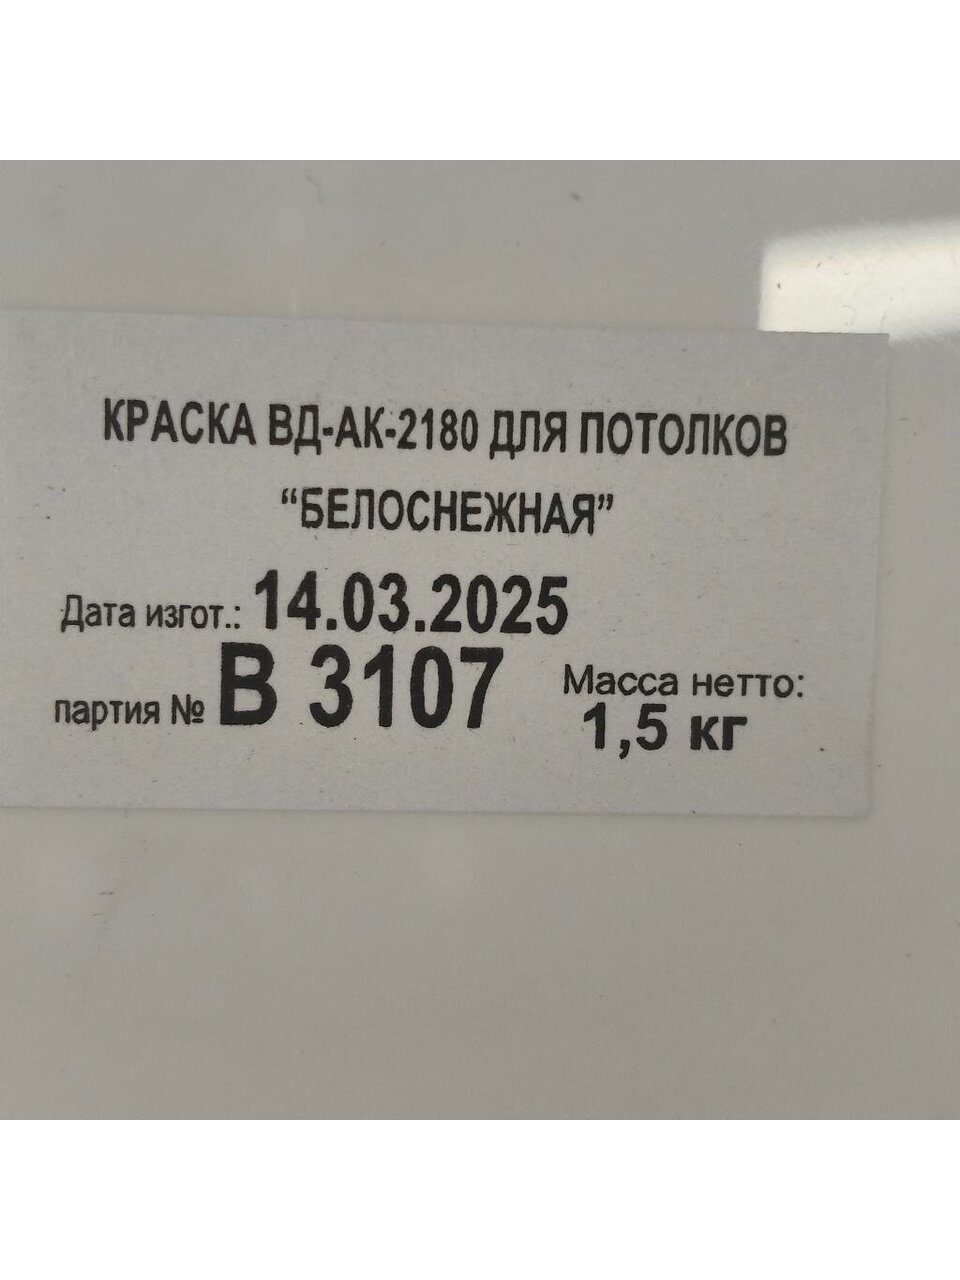 КРАСКА ВД-АК-2180 ДЛЯ ПОТОЛКОВ
“БЕЛОСНЕЖНАЯ”
Дата изгот.: 14.03.2025
партия № В 3107
Масса нетто:
1,5 кг